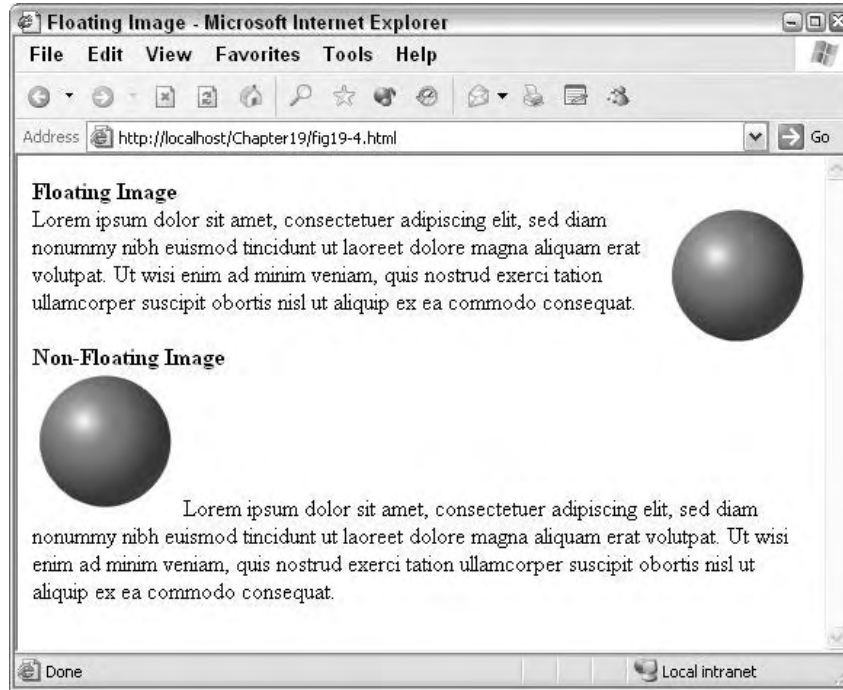 Floating Image - Microsoft Internet Explorer
File Edit View Favorites Tools Help
Address http://localhost/Chapter19/fig19-4.html Go
Floating Image
Lorem ipsum dolor sit amet, consectetuer adipiscing elit, sed diam
nonummy nibh euismod tincidunt ut laoreet dolore magna aliquam erat
volutpat. Ut wisi enim ad minim veniam, quis nostrud exerci tation
ullamcorper suscipit obortis nisl ut aliquip ex ea commodo consequat.
Non-Floating Image
Lorem ipsum dolor sit amet, consectetuer adipiscing elit, sed diam
nonummy nibh euismod tincidunt ut laoreet dolore magna aliquam erat volutpat. Ut wisi
enim ad minim veniam, quis nostrud exerci tation ullamcorper suscipit obortis nisl ut
aliquip ex ea commodo consequat.
Done Local intranet